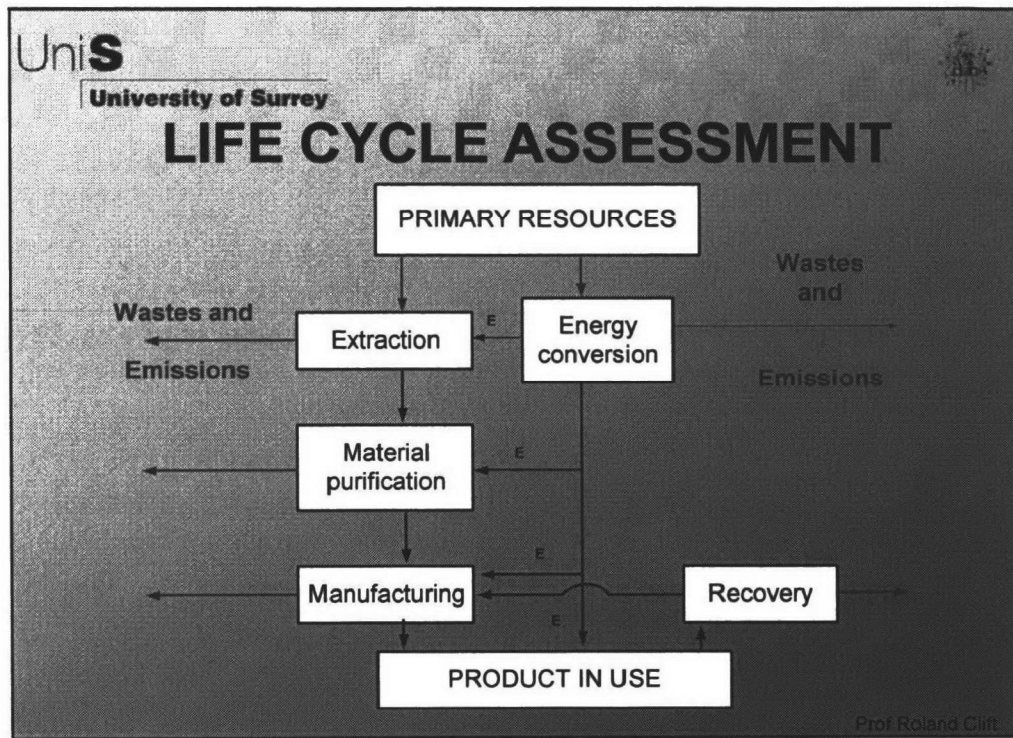 UniS
University of Surrey
LIFE CYCLE ASSESSMENT
PRIMARY RESOURCES
Wastes and
Emissions
Extraction
E
Energy
conversion
Wastes
and
Emissions
Material
purification
E
Manufacturing
E
E
Recovery
PRODUCT IN USE
Prof Roland Clift